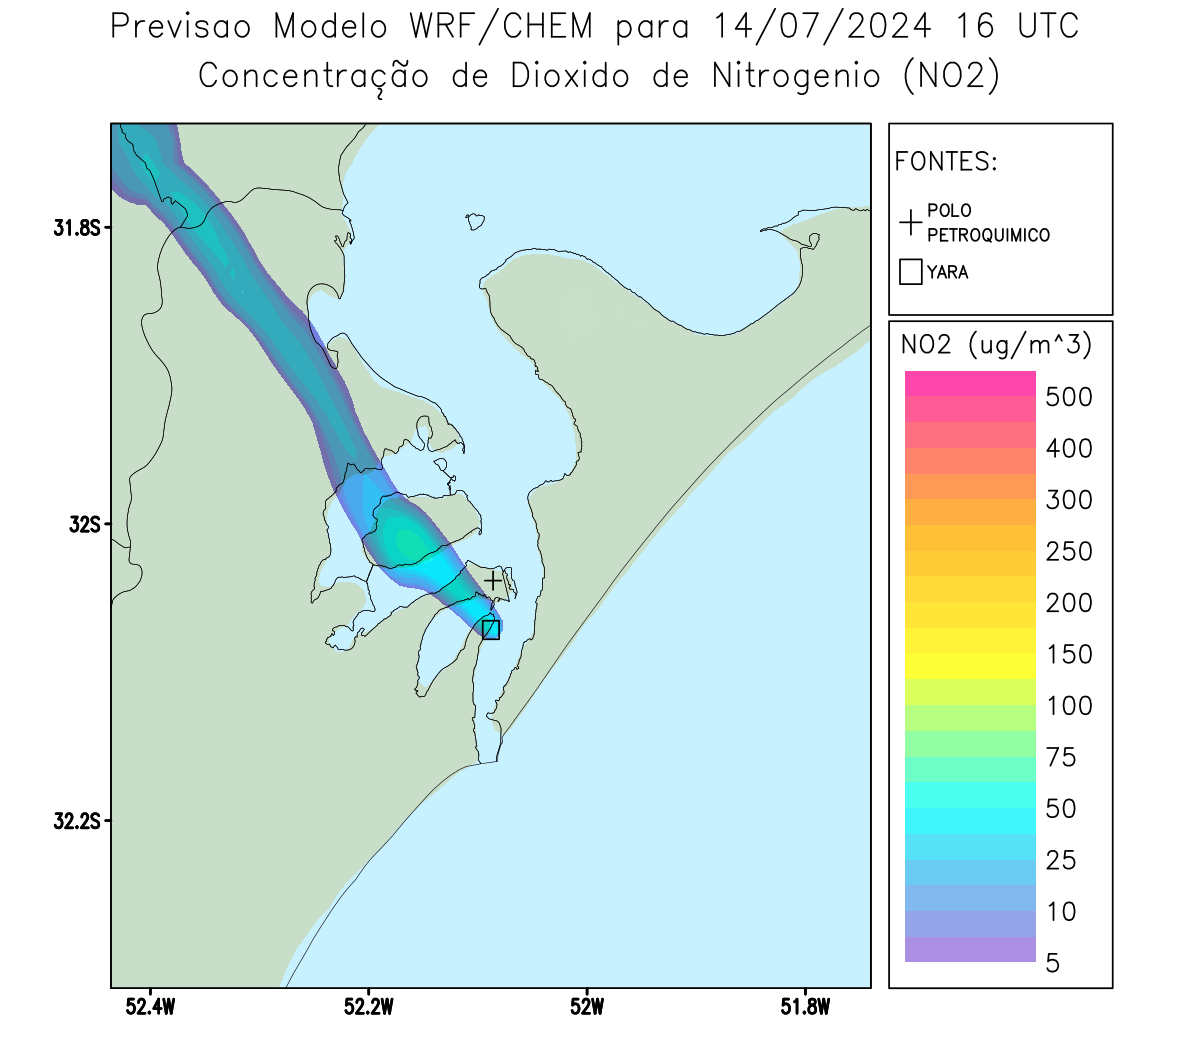 Previsao Modelo WRF/CHEM para 14/07/2024 16 UTC
Concentração de Dioxido de Nitrogenio (NO2)
FONTES:
POLO
PETROQUIMICO
YARA
NO2 (ug/m^3)
500
400
300
250
200
150
100
75
50
25
10
5
31.8S
32S
32.2S
52.4W
52.2W
52W
51.8W